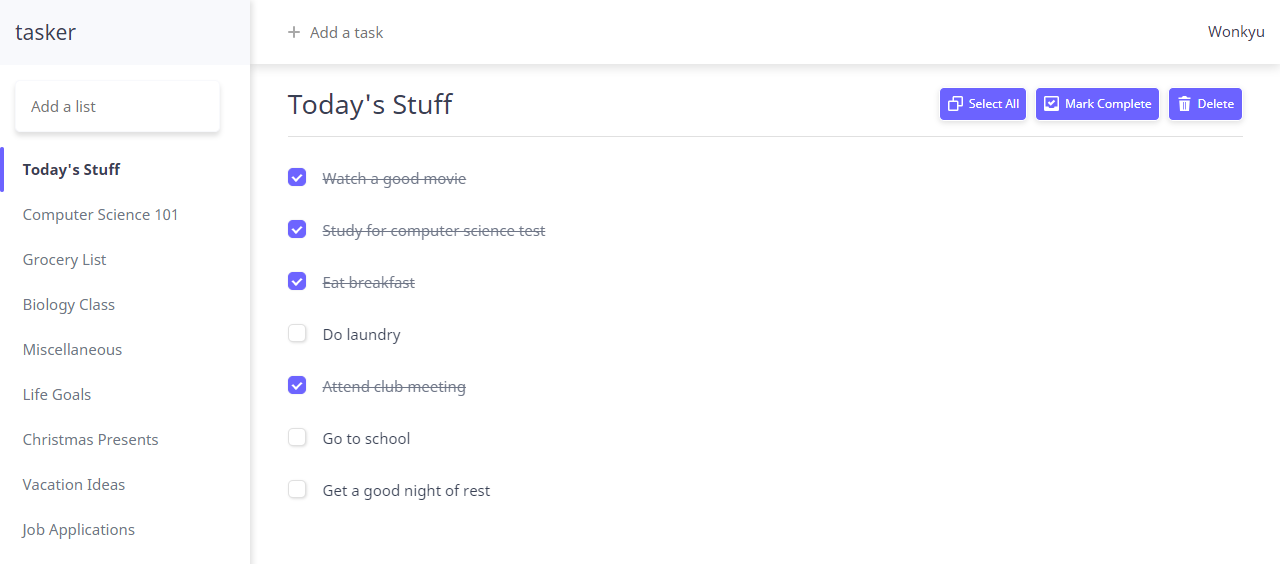 tasker
Add a task
Wonkyu
Add a list
Today's Stuff
Computer Science 101
Grocery List
Biology Class
Miscellaneous
Life Goals
Christmas Presents
Vacation Ideas
Job Applications
Today's Stuff
Select All
Mark Complete
Delete
Watch a good movie
Study for computer science test
Eat breakfast
Do laundry
Attend club meeting
Go to school
Get a good night of rest